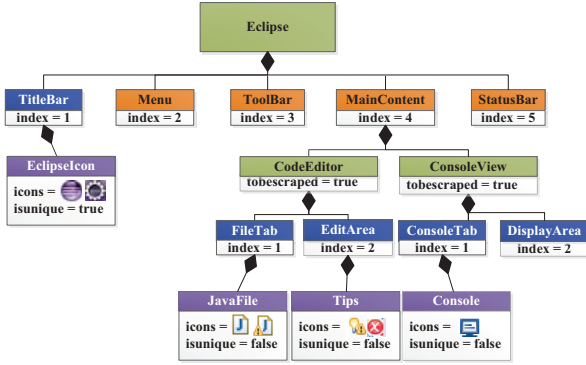 Eclipse
TitleBar
index = 1
Menu
index = 2
ToolBar
index = 3
MainContent
index = 4
StatusBar
index = 5
EclipseIcon
icons =
isunique = true
CodeEditor
tobescraped = true
ConsoleView
tobescraped = true
FileTab
index = 1
EditArea
index = 2
ConsoleTab
index = 1
DisplayArea
index = 2
JavaFile
icons = J J
isunique = false
Tips
icons =
isunique = false
Console
icons =
isunique = false